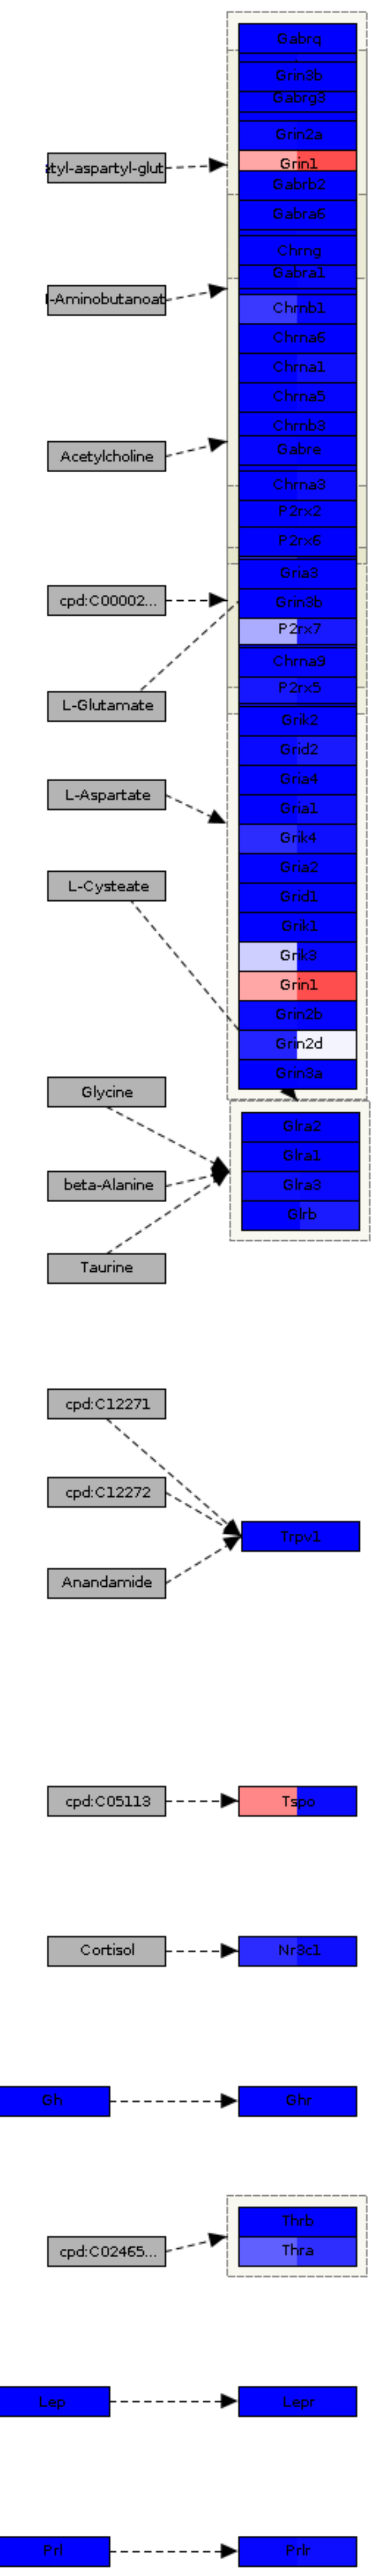 Gabrq
Grin3b
Gabrg3
Grin2a
tyl-aspartyl-glut
Grin1
Gabrb2
Gabra6
Chrng
Gabra1
-Aminobutanoat
Chrnb1
Chrna6
Chrna1
Chrna5
Chrnb3
Gabre
Acetylcholine
Chrna3
P2rx2
P2rx6
Gria3
cpd:C00002...
Grin3b
P2rx7
Chrna9
P2rx5
L-Glutamate
Grik2
Grid2
Gria4
L-Aspartate
Gria1
Grik4
Gria2
L-Cysteate
Grid1
Grik1
Grik3
Grin1
Grin2b
Grin2d
Grin3a
Glycine
Glra2
Glra1
beta-Alanine
Glra3
Glrb
Taurine
cpd:C12271
cpd:C12272
Trpv1
Anandamide
cpd:C05113
Tspo
Cortisol
Nr3c1
Gh
Ghr
Thrb
cpd:C02465...
Thra
Lep
Lepr
Prl
Prlr